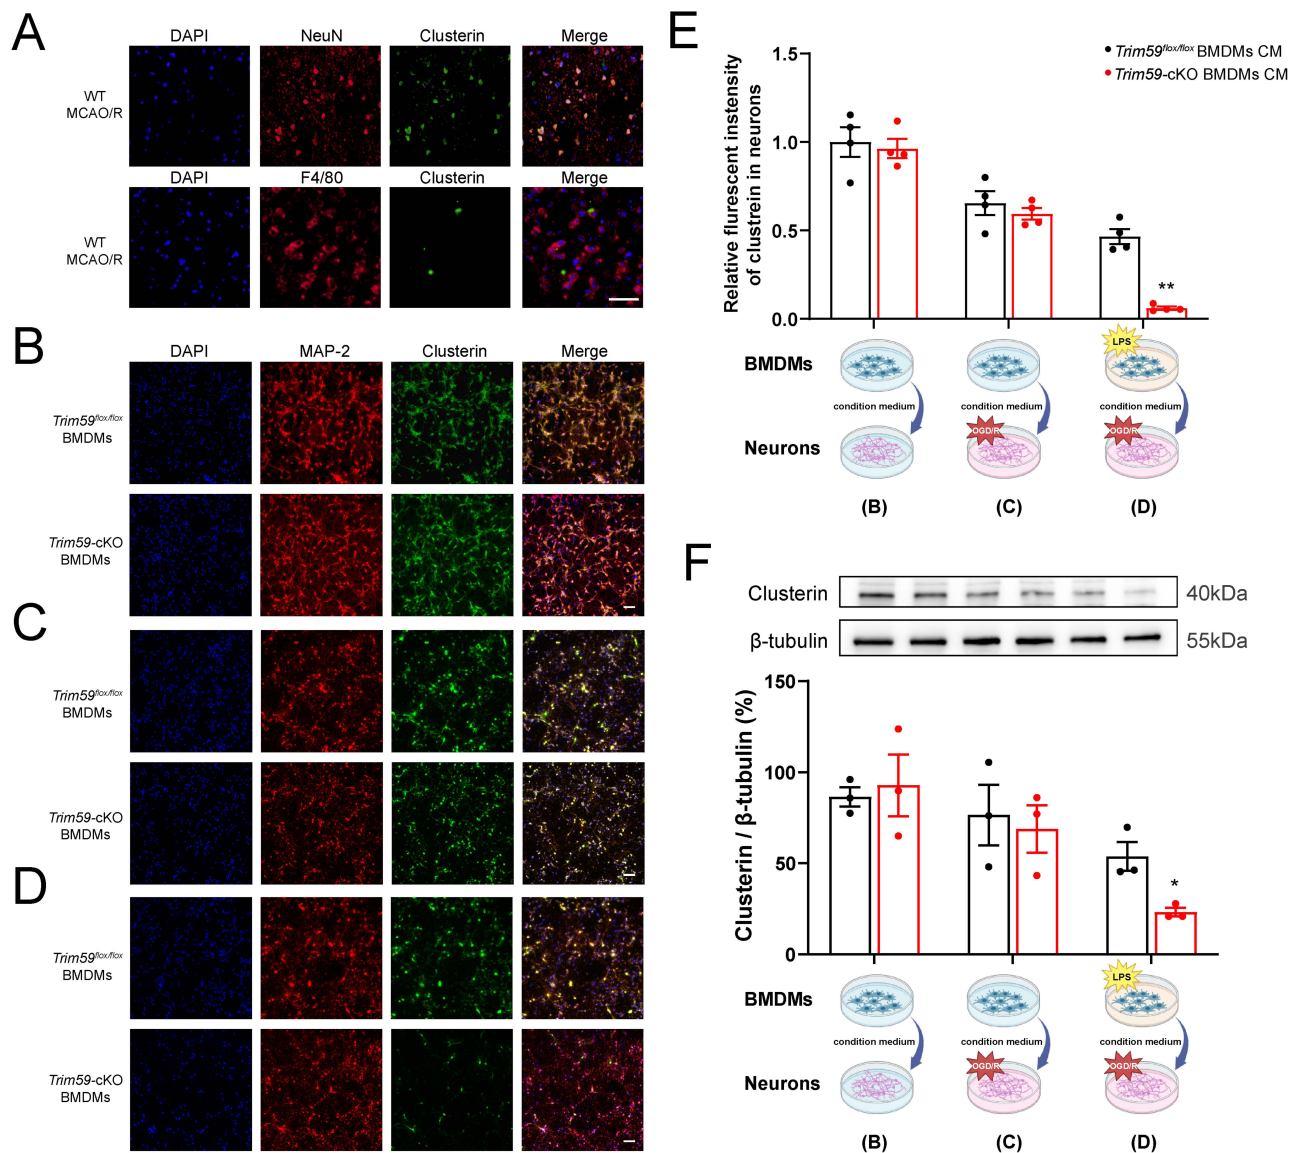 A
DAPI NeuN Clusterin Merge
WT
MCAO/R
DAPI F4/80 Clusterin Merge
WT
MCAO/R
B
DAPI MAP-2 Clusterin Merge
Trim59flox/flox
BMDMs
Trim59-cKO
BMDMs
C
Trim59flox/flox
BMDMs
Trim59-cKO
BMDMs
D
Trim59flox/flox
BMDMs
Trim59-cKO
BMDMs
E
Trim59flox/flox BMDMs CM
Trim59-cKO BMDMs CM
Relative flurescent instensity
of clustrein in neurons
1.5
1.0
0.5
0.0
**
LPS
BMDMs
condition medium condition medium condition medium
OGD/R OGD/R
Neurons
(B) (C) (D)
F
Clusterin 40kDa
β-tubulin 55kDa
Clusterin / β-tubulin (%)
150
100
50
0
*
LPS
BMDMs
condition medium condition medium condition medium
OGD/R OGD/R
Neurons
(B) (C) (D)